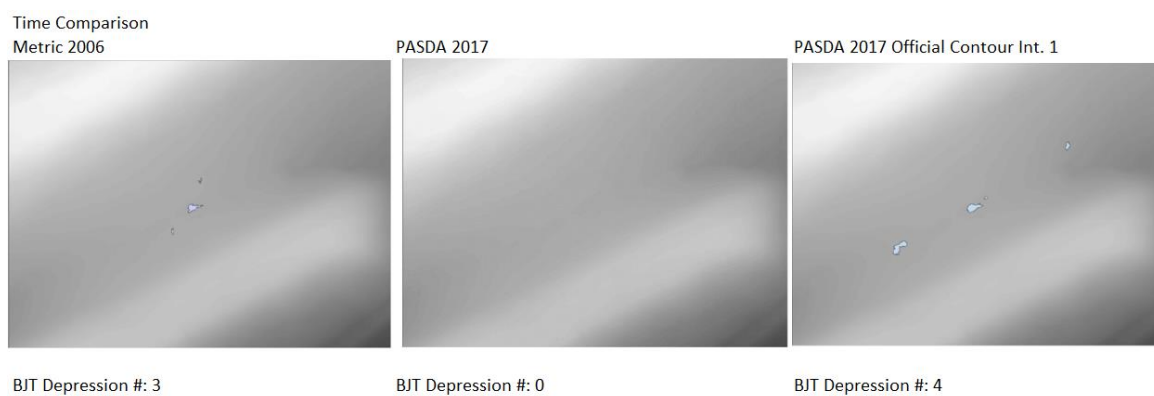 Time Comparison
Metric 2006
PASDA 2017
PASDA 2017 Official Contour Int. 1
BJT Depression #: 3
BJT Depression #: 0
BJT Depression #: 4